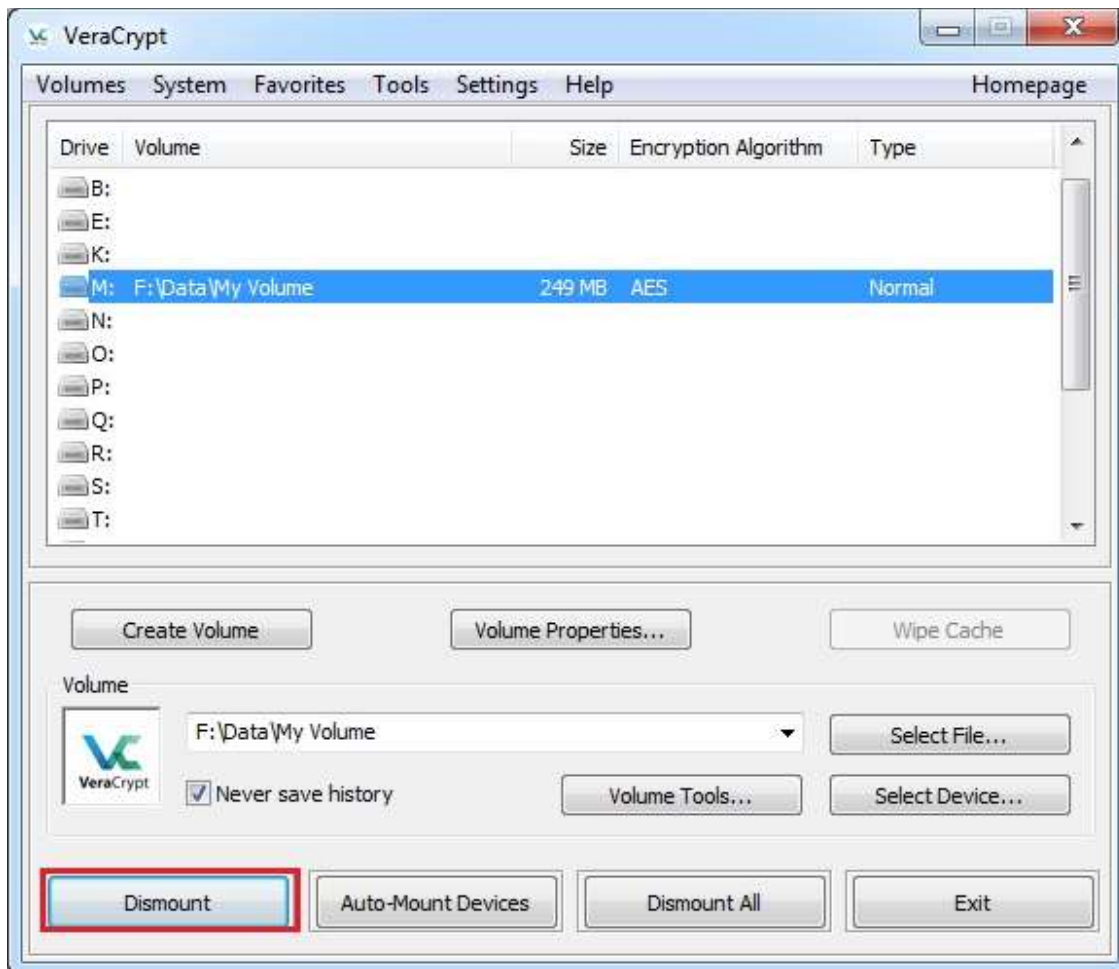 VeraCrypt
Volumes System Favorites Tools Settings Help Homepage
Drive Volume Size Encryption Algorithm Type
B:
E:
K:
M: F:\Data\My Volume 249 MB AES Normal
N:
O:
P:
Q:
R:
S:
T:
Create Volume Volume Properties... Wipe Cache
Volume
F:\Data\My Volume Select File...
VeraCrypt
Never save history Volume Tools... Select Device...
Dismount Auto-Mount Devices Dismount All Exit